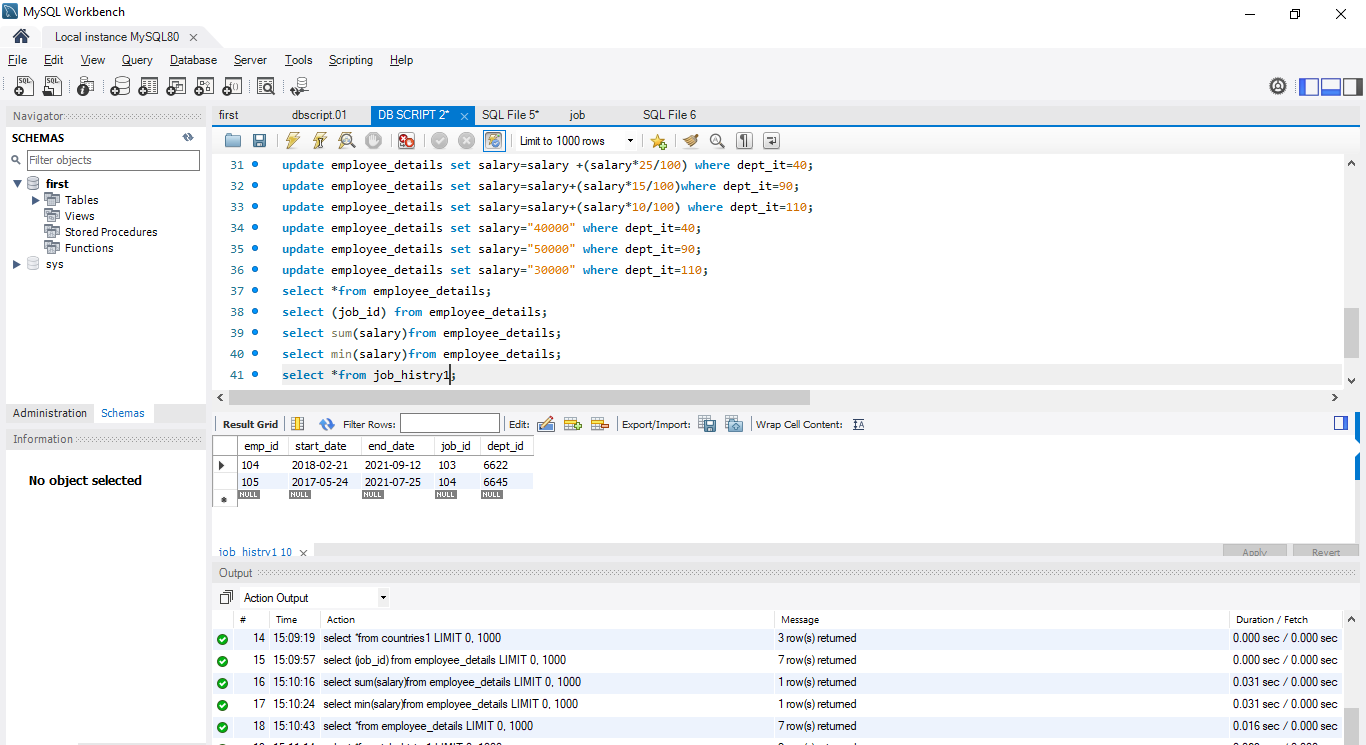 MySQL Workbench
Local instance MySQL80
File Edit View Query Database Server Tools Scripting Help
Navigator
SCHEMAS
Filter objects
first
Tables
Views
Stored Procedures
Functions
sys
Administration Schemas
Information
No object selected
first dbscript.01 DB SCRIPT 2* SQL File 5* job SQL File 6
Limit to 1000 rows
31 update employee_details set salary=salary +(salary*25/100) where dept_it=40;
32 update employee_details set salary=salary+(salary*15/100)where dept_it=90;
33 update employee_details set salary=salary+(salary*10/100) where dept_it=110;
34 update employee_details set salary="40000" where dept_it=40;
35 update employee_details set salary="50000" where dept_it=90;
36 update employee_details set salary="30000" where dept_it=110;
37 select *from employee_details;
38 select (job_id) from employee_details;
39 select sum(salary)from employee_details;
40 select min(salary)from employee_details;
41 select *from job_histry1;
Result Grid Filter Rows: Edit: Export/Import: Wrap Cell Content:
emp_id start_date end_date job_id dept_id
104 2018-02-21 2021-09-12 103 6622
105 2017-05-24 2021-07-25 104 6645
NULL NULL NULL NULL NULL
job_histry1 10
Apply Revert
Output
Action Output
# Time Action Message Duration / Fetch
14 15:09:19 select *from countries1 LIMIT 0, 1000 3 row(s) returned 0.000 sec / 0.000 sec
15 15:09:57 select (job_id) from employee_details LIMIT 0, 1000 7 row(s) returned 0.000 sec / 0.000 sec
16 15:10:16 select sum(salary)from employee_details LIMIT 0, 1000 1 row(s) returned 0.031 sec / 0.000 sec
17 15:10:24 select min(salary)from employee_details LIMIT 0, 1000 1 row(s) returned 0.031 sec / 0.000 sec
18 15:10:43 select *from employee_details LIMIT 0, 1000 7 row(s) returned 0.016 sec / 0.000 sec